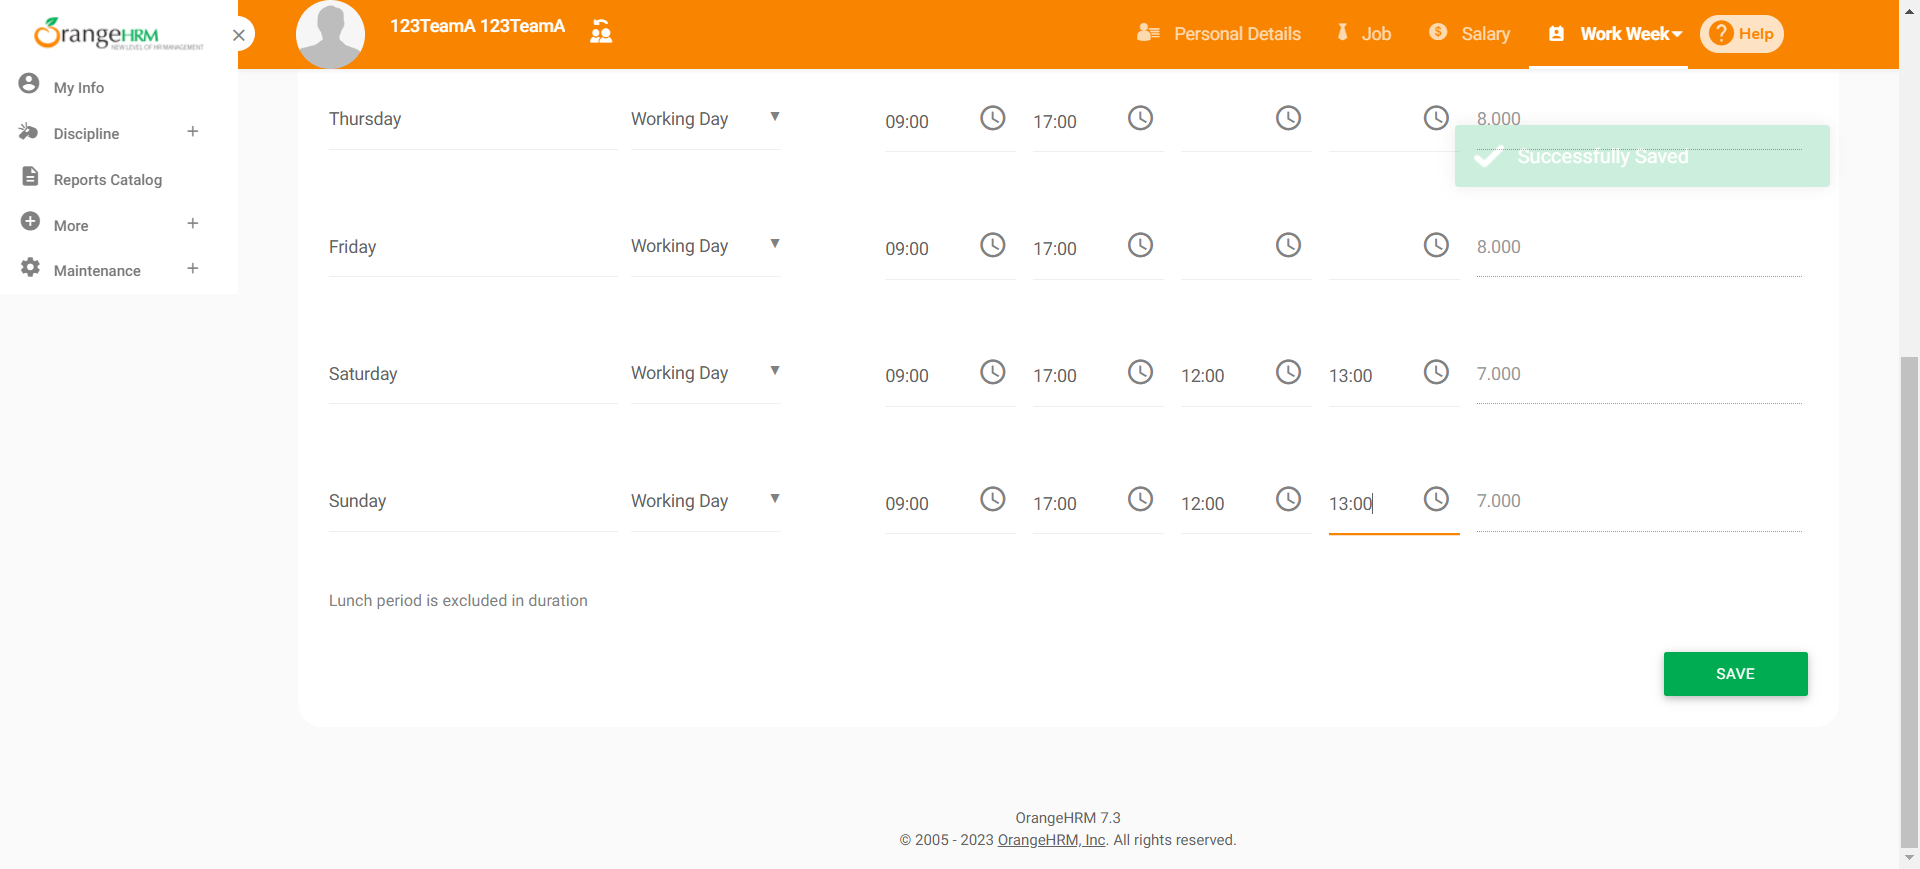 OrangeHRM
NEW LEVEL OF HR MANAGEMENT
123TeamA 123TeamA
Personal Details
Job
Salary
Work Week
Help
My Info
Discipline
Reports Catalog
More
Maintenance
Thursday Working Day 09:00 17:00 8.000
Successfully Saved
Friday Working Day 09:00 17:00 8.000
Saturday Working Day 09:00 17:00 12:00 13:00 7.000
Sunday Working Day 09:00 17:00 12:00 13:00 7.000
Lunch period is excluded in duration
SAVE
OrangeHRM 7.3
© 2005 - 2023 OrangeHRM, Inc. All rights reserved.